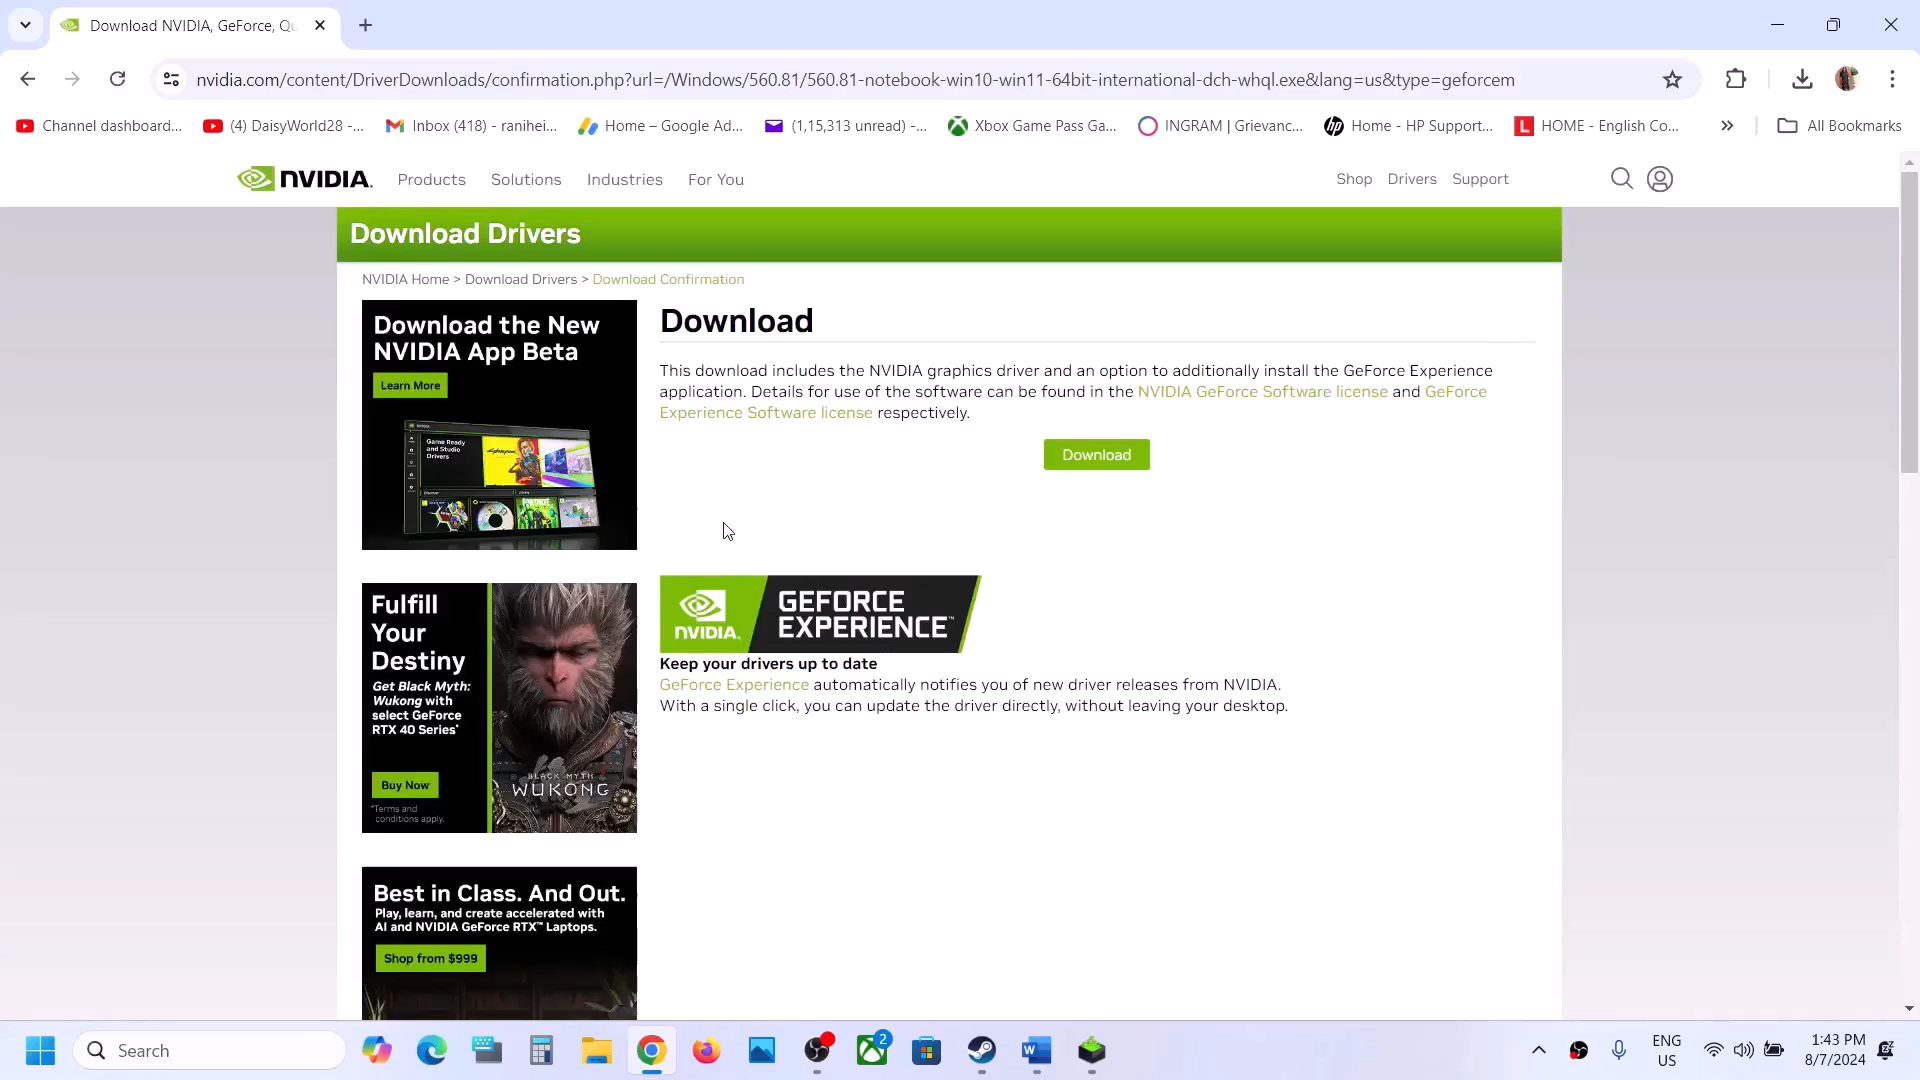 Download NVIDIA, GeForce, Qu
nvidia.com/content/DriverDownloads/confirmation.php?url=/Windows/560.81/560.81-notebook-win10-win11-64bit-international-dch-whql.exe&lang=us&type=geforcem
Channel dashboard... (4) DaisyWorld28 -... Inbox (418) - ranihei... Home – Google Ad... (1,15,313 unread) -... Xbox Game Pass Ga... INGRAM | Grievanc... Home - HP Support... HOME - English Co... » All Bookmarks
NVIDIA. Products Solutions Industries For You Shop Drivers Support
Download Drivers
NVIDIA Home > Download Drivers > Download Confirmation
Download the New
NVIDIA App Beta
Learn More
Game Ready
and Studio
Drivers
Download
This download includes the NVIDIA graphics driver and an option to additionally install the GeForce Experience
application. Details for use of the software can be found in the NVIDIA GeForce Software license and GeForce
Experience Software license respectively.
Download
Fulfill
Your
Destiny
Get Black Myth:
Wukong with
select GeForce
RTX 40 Series*
Buy Now
*Terms and
conditions apply.
BLACK MYTH
WUKONG
NVIDIA. GEFORCE
EXPERIENCE™
Keep your drivers up to date
GeForce Experience automatically notifies you of new driver releases from NVIDIA.
With a single click, you can update the driver directly, without leaving your desktop.
Best in Class. And Out.
Play, learn, and create accelerated with
AI and NVIDIA GeForce RTX™ Laptops.
Shop from $999
Search
2
ENG
US
1:43 PM
8/7/2024